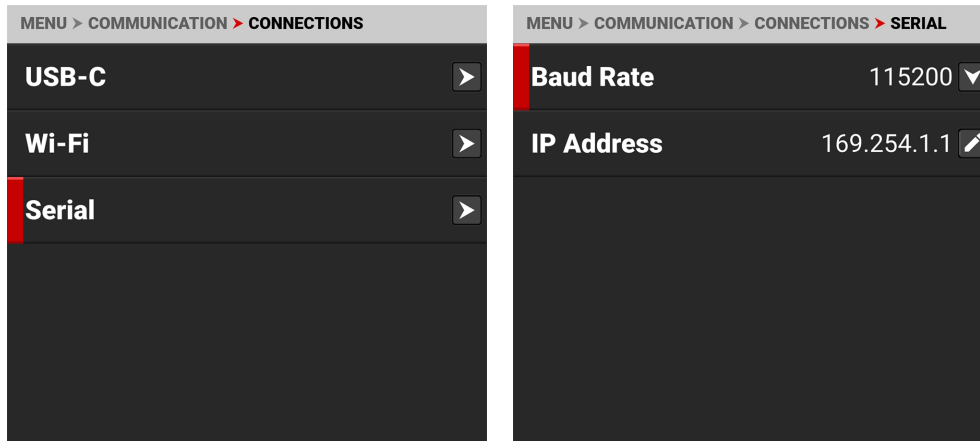 MENU > COMMUNICATION > CONNECTIONS
USB-C
Wi-Fi
Serial
MENU > COMMUNICATION > CONNECTIONS > SERIAL
Baud Rate 115200
IP Address 169.254.1.1